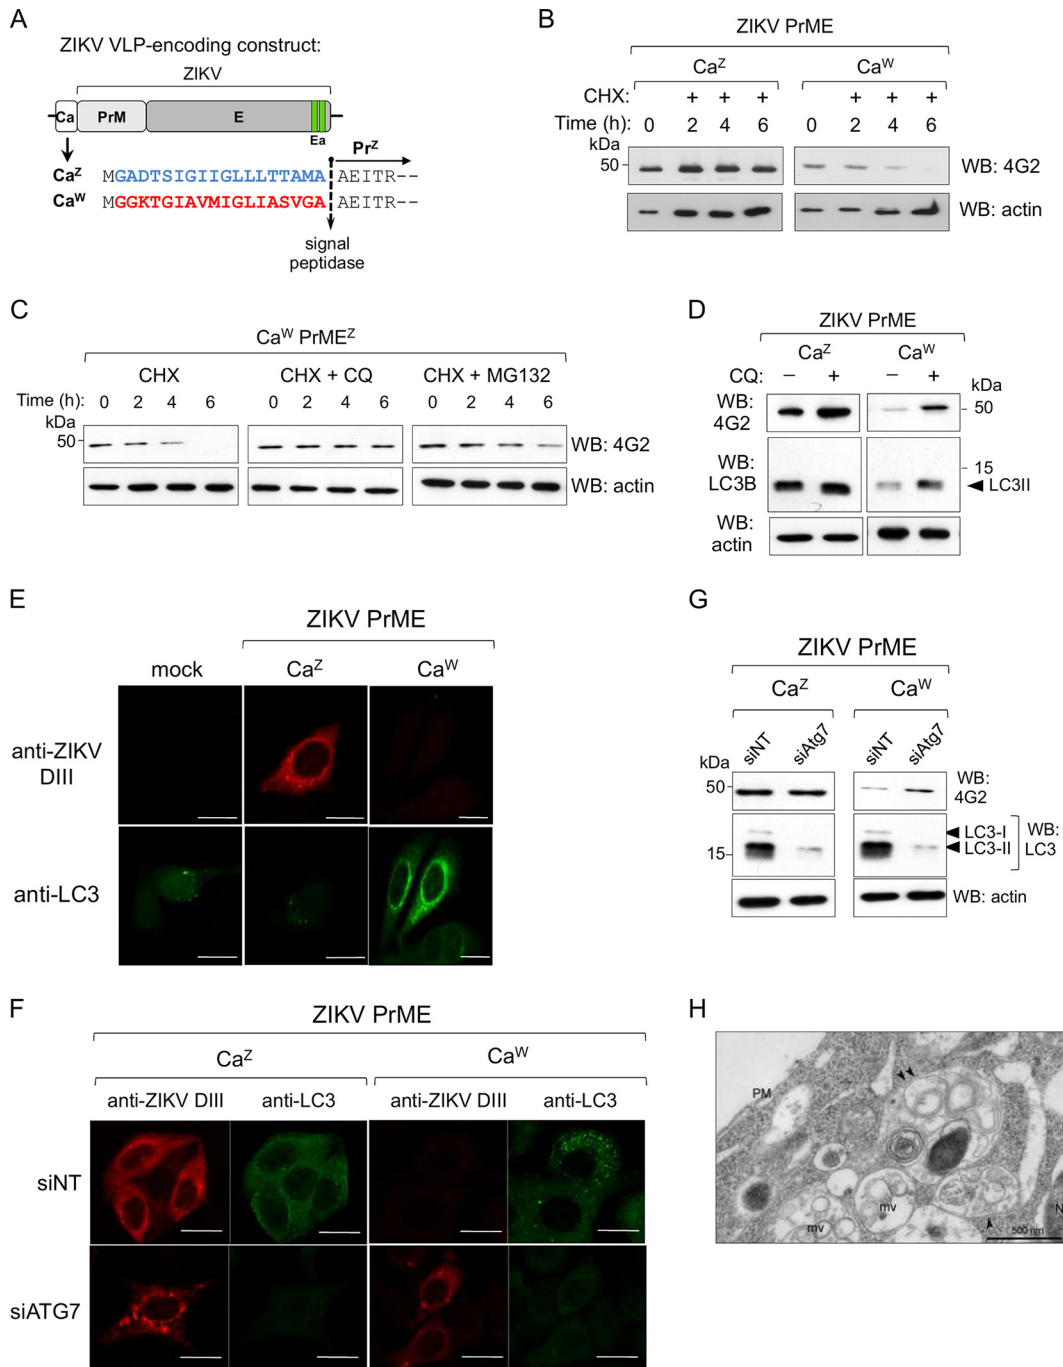 A
ZIKV VLP-encoding construct:
ZIKV
Ca PrM E
Ea
Pr^Z
Ca^Z MGADTSIGIIGLLLTTAMA AEITR--
Ca^W MGGKTGIAVMIGLIASVGA AEITR--
signal
peptidase
B
ZIKV PrME
Ca^Z Ca^W
CHX: + + + + + +
Time (h): 0 2 4 6 0 2 4 6
kDa
50 WB: 4G2
WB: actin
C
Ca^W PrME^Z
CHX CHX + CQ CHX + MG132
Time (h): 0 2 4 6 0 2 4 6 0 2 4 6
kDa
50 WB: 4G2
WB: actin
D
ZIKV PrME
Ca^Z Ca^W
CQ: – + – +
kDa
WB:
4G2
50
WB:
LC3B
15
LC3II
WB:
actin
E
ZIKV PrME
mock Ca^Z Ca^W
anti-ZIKV
DIII
anti-LC3
G
ZIKV PrME
Ca^Z Ca^W
siNT siAtg7 siNT siAtg7
kDa
50
WB:
4G2
LC3-I
LC3-II
WB:
LC3
15
WB: actin
F
ZIKV PrME
Ca^Z Ca^W
anti-ZIKV DIII anti-LC3 anti-ZIKV DIII anti-LC3
siNT
siATG7
H
PM
mv
mv
N
500 nm